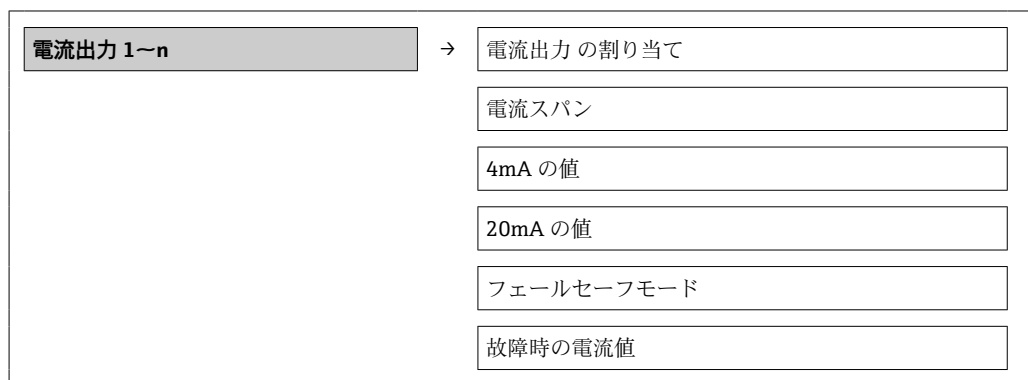 電流出力 1~n → 電流出力 の割り当て
電流スパン
4mA の値
20mA の値
フェールセーフモード
故障時の電流値